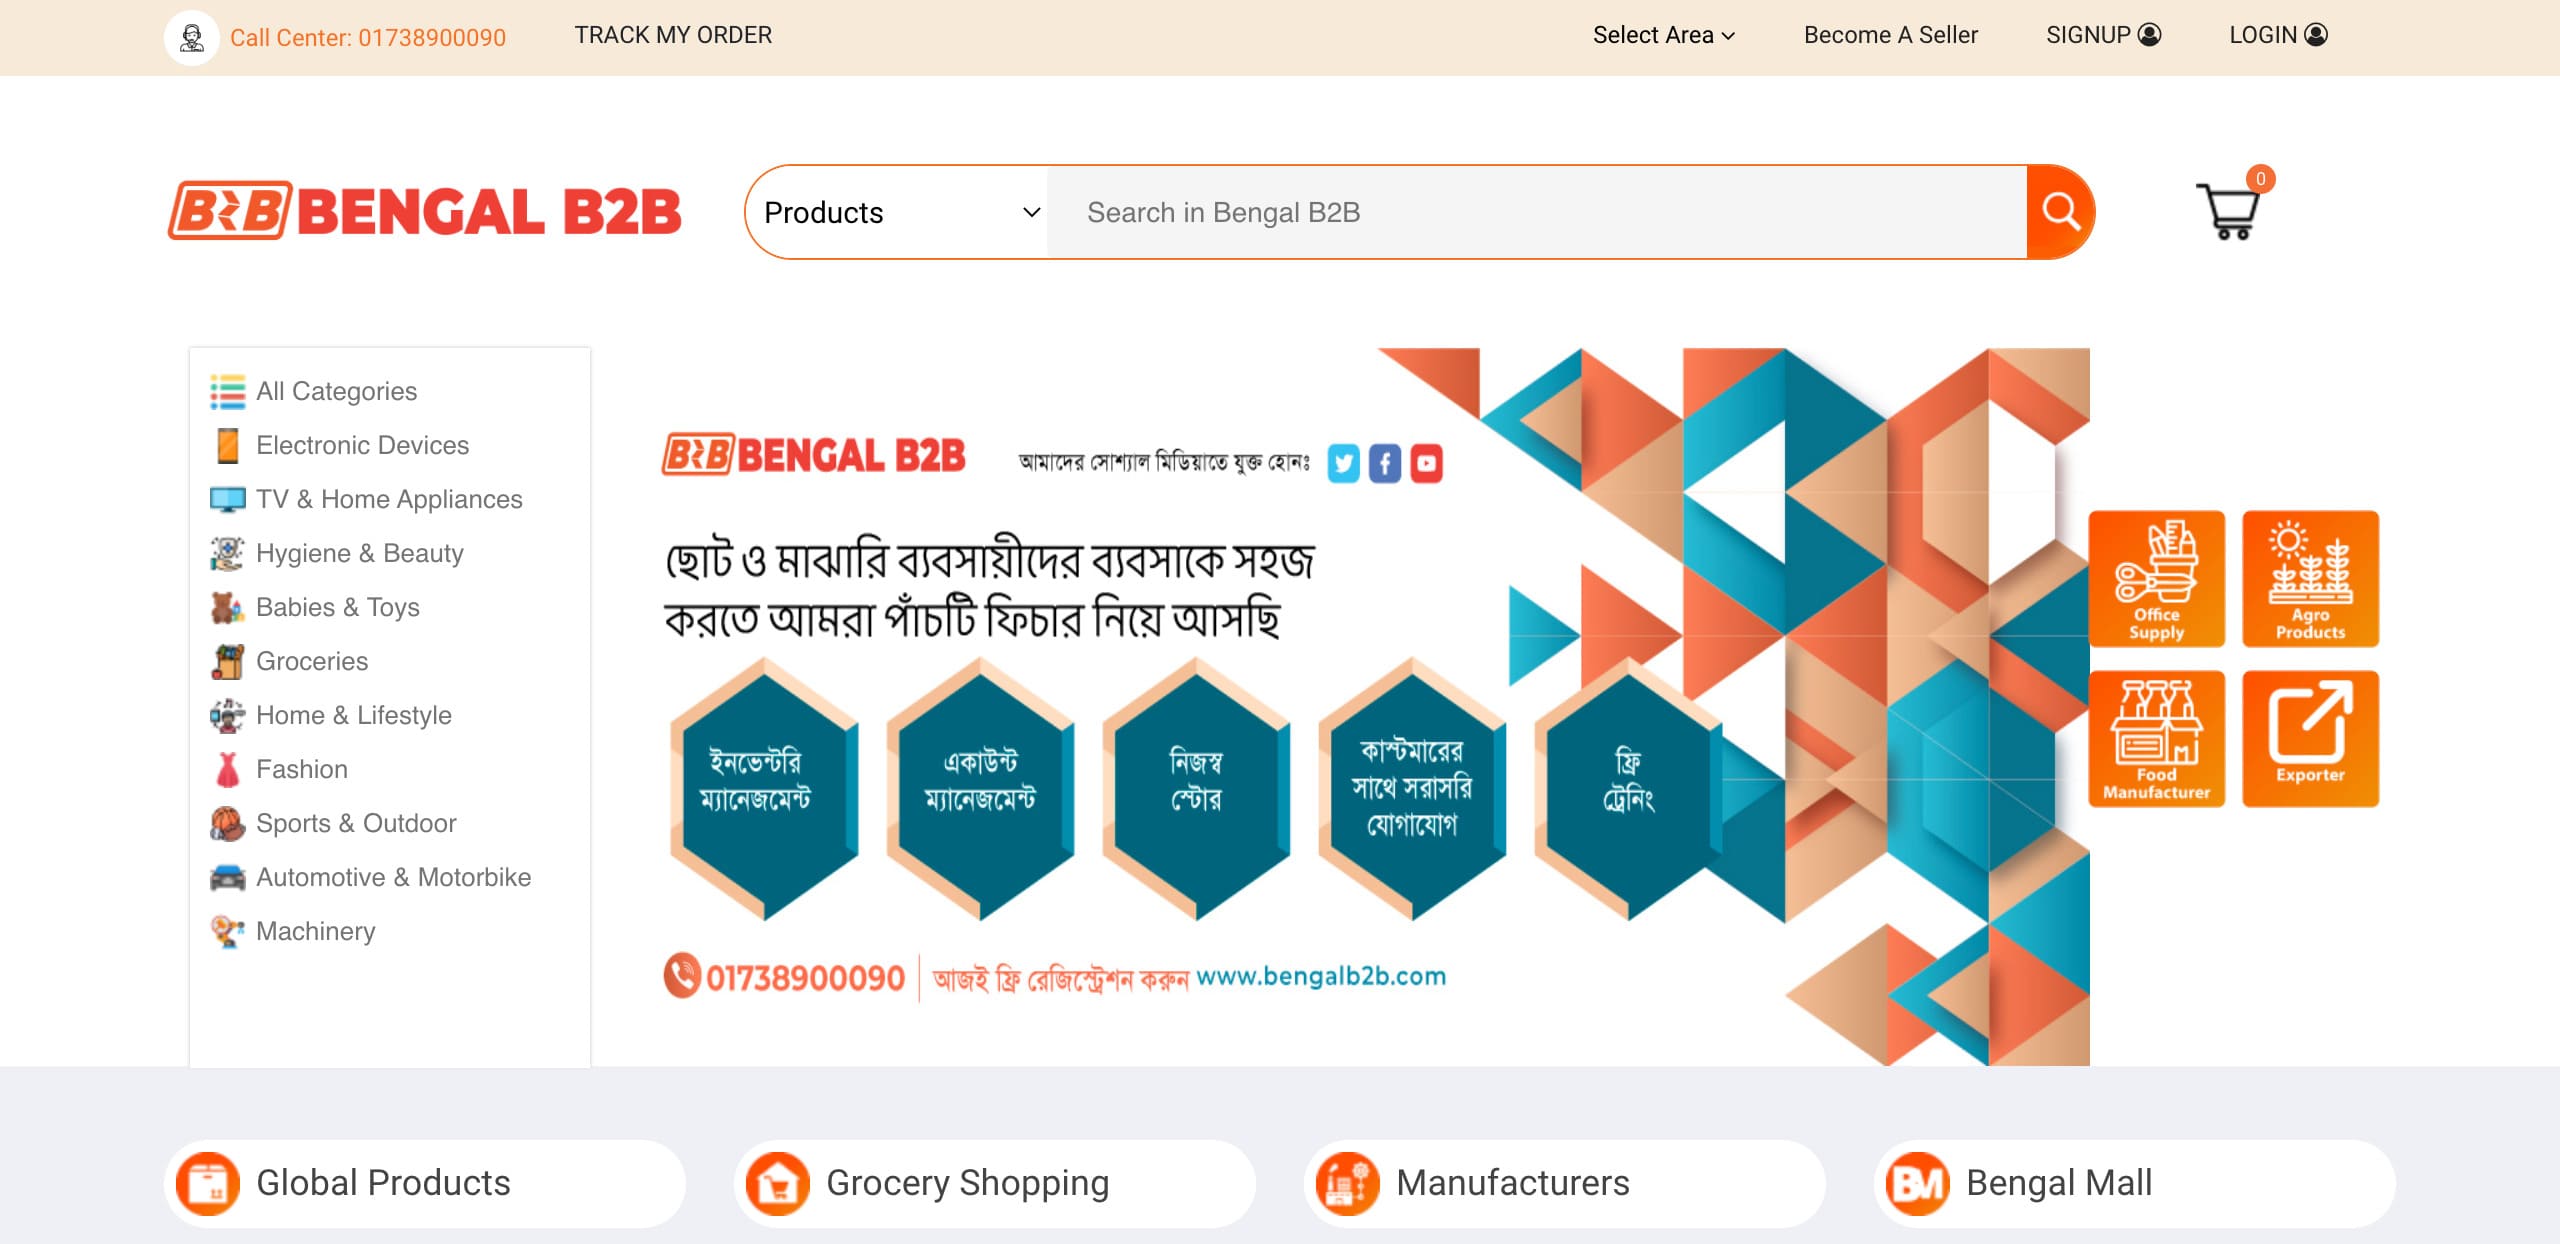 Call Center: 01738900090
TRACK MY ORDER
Select Area
Become A Seller
SIGNUP
LOGIN
BRB BENGAL B2B
Products
Search in Bengal B2B
0
All Categories
Electronic Devices
TV & Home Appliances
Hygiene & Beauty
Babies & Toys
Groceries
Home & Lifestyle
Fashion
Sports & Outdoor
Automotive & Motorbike
Machinery
BRB BENGAL B2B
আমাদের সোশ্যাল মিডিয়াতে যুক্ত হোনঃ
ছোট ও মাঝারি ব্যবসায়ীদের ব্যবসাকে সহজ
করতে আমরা পাঁচটি ফিচার নিয়ে আসছি
ইনভেন্টরি
ম্যানেজমেন্ট
একাউন্ট
ম্যানেজমেন্ট
নিজস্ব
স্টোর
কাস্টমারের
সাথে সরাসরি
যোগাযোগ
ফ্রি
ট্রেনিং
01738900090
আজই ফ্রি রেজিস্ট্রেশন করুন www.bengalb2b.com
Office
Supply
Agro
Products
Food
Manufacturer
Exporter
Global Products
Grocery Shopping
Manufacturers
BM
Bengal Mall